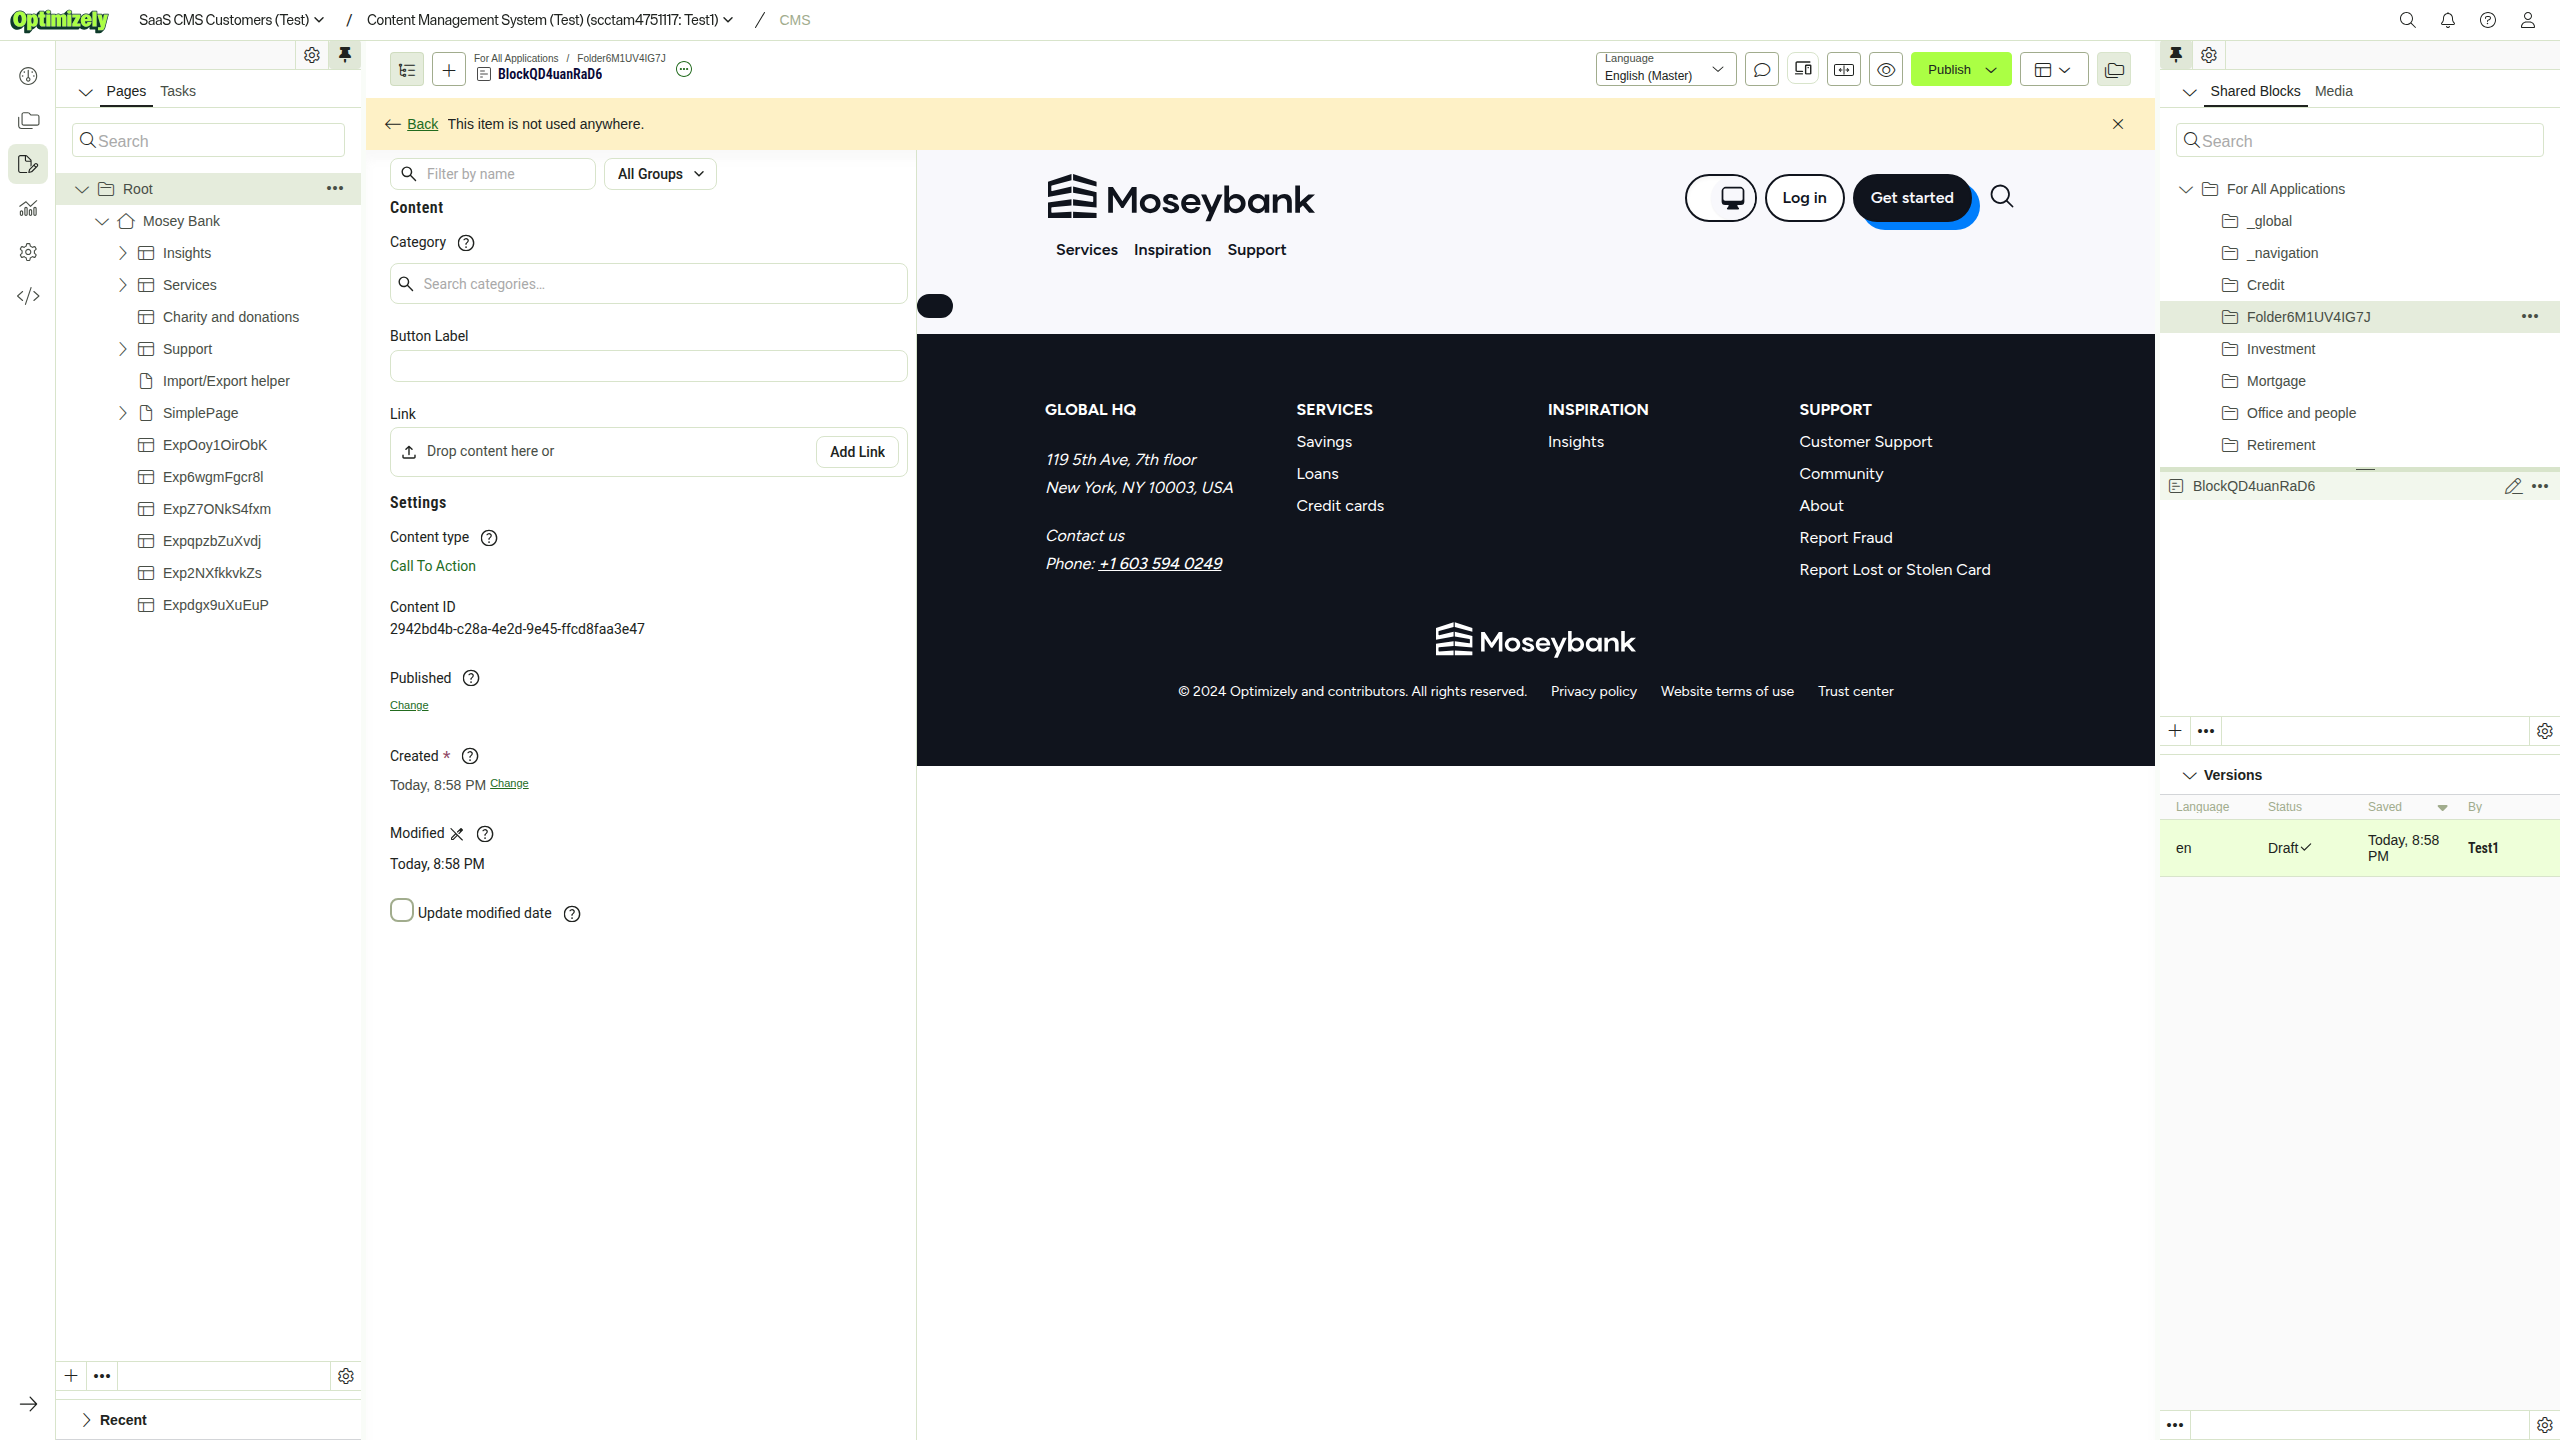 Optimizely
SaaS CMS Customers (Test)
/
Content Management System (Test) (scctam4751117: Test1)
/
CMS
Pages
Tasks
Search
Root
Mosey Bank
Insights
Services
Charity and donations
Support
Import/Export helper
SimplePage
ExpOoy1OirObK
Exp6wgmFgcr8l
ExpZ7ONkS4fxm
ExpqpzbZuXvdj
Exp2NXfkkvkZs
Expdgx9uXuEuP
Recent
For All Applications / Folder6M1UV4IG7J
BlockQD4uanRaD6
Language
English (Master)
Publish
Back This item is not used anywhere.
Filter by name
All Groups
Content
Category
Search categories...
Button Label
Link
Drop content here or
Add Link
Settings
Content type
Call To Action
Content ID
2942bd4b-c28a-4e2d-9e45-ffcd8faa3e47
Published
Change
Created *
Today, 8:58 PM Change
Modified
Today, 8:58 PM
Update modified date
Moseybank
Log in
Get started
Services Inspiration Support
GLOBAL HQ
119 5th Ave, 7th floor
New York, NY 10003, USA
Contact us
Phone: +1 603 594 0249
SERVICES
Savings
Loans
Credit cards
INSPIRATION
Insights
SUPPORT
Customer Support
Community
About
Report Fraud
Report Lost or Stolen Card
Moseybank
© 2024 Optimizely and contributors. All rights reserved. Privacy policy Website terms of use Trust center
Shared Blocks
Media
Search
For All Applications
_global
_navigation
Credit
Folder6M1UV4IG7J
Investment
Mortgage
Office and people
Retirement
BlockQD4uanRaD6
Versions
Language Status Saved By
en Draft Today, 8:58 PM Test1